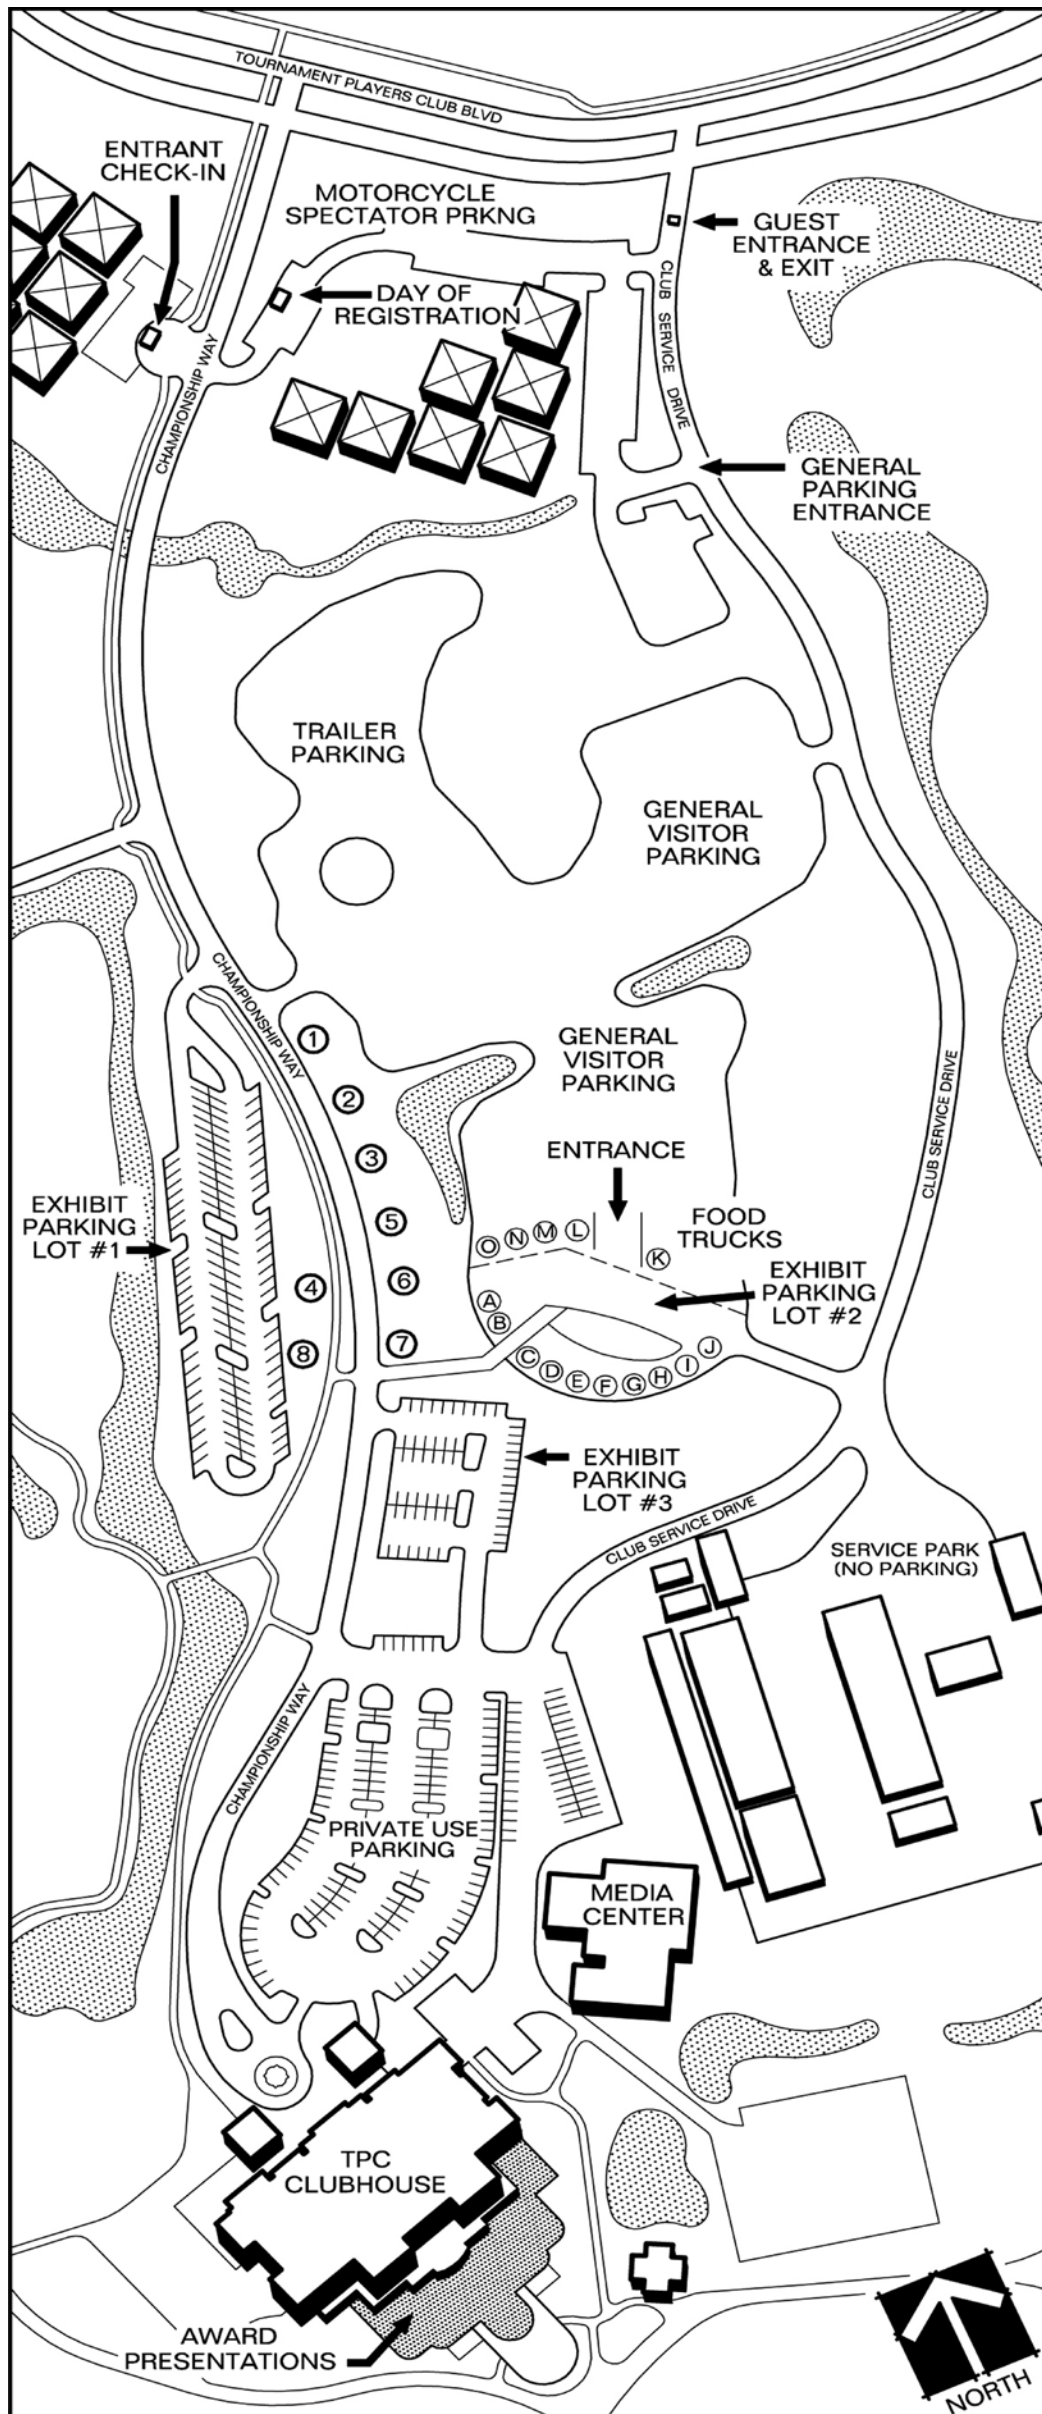 TOURNAMENT PLAYERS CLUB BLVD
ENTRANT
CHECK-IN
MOTORCYCLE
SPECTATOR PRKNG
GUEST
ENTRANCE
& EXIT
DAY OF
REGISTRATION
CLUB SERVICE DRIVE
CHAMPIONSHIP WAY
GENERAL
PARKING
ENTRANCE
TRAILER
PARKING
GENERAL
VISITOR
PARKING
CHAMPIONSHIP WAY
1
GENERAL
VISITOR
PARKING
2
CLUB SERVICE DRIVE
3
ENTRANCE
EXHIBIT
PARKING
LOT #1
5
O
N
M
L
K
FOOD
TRUCKS
4
6
A
B
EXHIBIT
PARKING
LOT #2
8
7
C
D
E
F
G
H
I
J
EXHIBIT
PARKING
LOT #3
CLUB SERVICE DRIVE
SERVICE PARK
(NO PARKING)
CHAMPIONSHIP WAY
PRIVATE USE
PARKING
MEDIA
CENTER
TPC
CLUBHOUSE
AWARD
PRESENTATIONS
NORTH